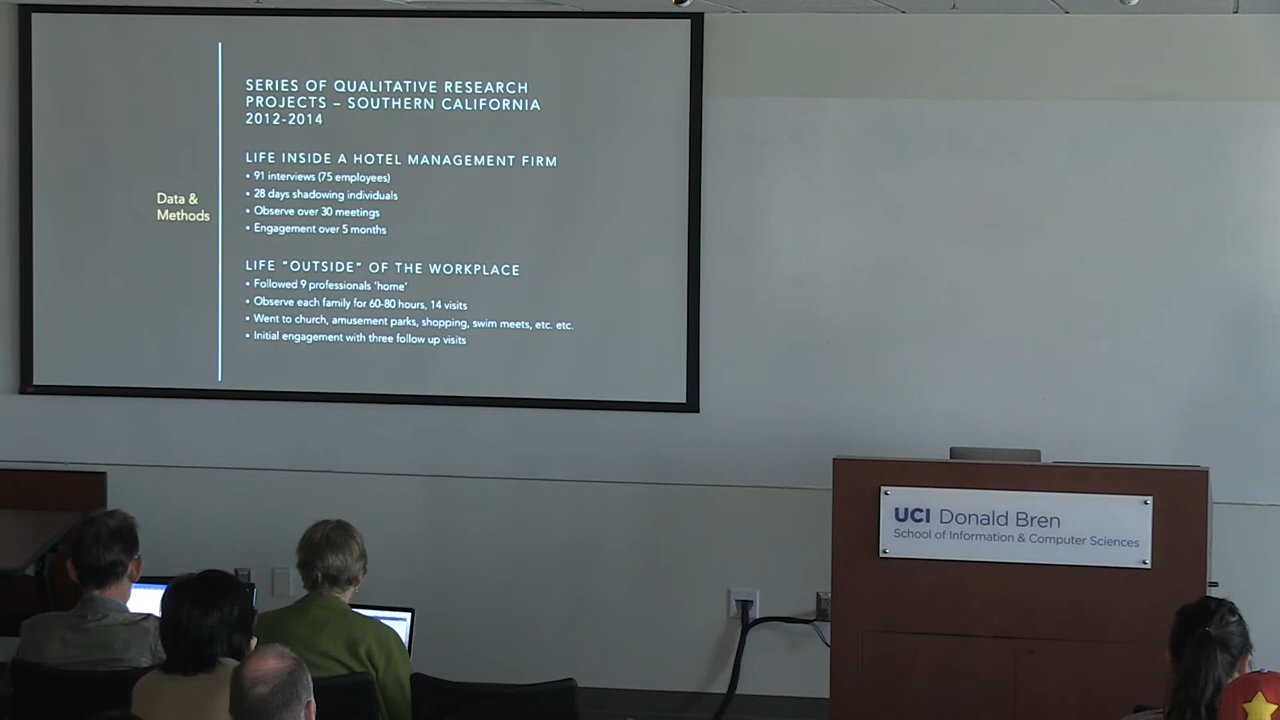 SERIES OF QUALITATIVE RESEARCH
PROJECTS – SOUTHERN CALIFORNIA
2012-2014
LIFE INSIDE A HOTEL MANAGEMENT FIRM
• 91 interviews (75 employees)
• 28 days shadowing individuals
• Observe over 30 meetings
• Engagement over 5 months
Data &
Methods
LIFE "OUTSIDE" OF THE WORKPLACE
• Followed 9 professionals 'home'
• Observe each family for 60-80 hours, 14 visits
• Went to church, amusement parks, shopping, swim meets, etc. etc.
• Initial engagement with three follow up visits
UCI Donald Bren
School of Information & Computer Sciences